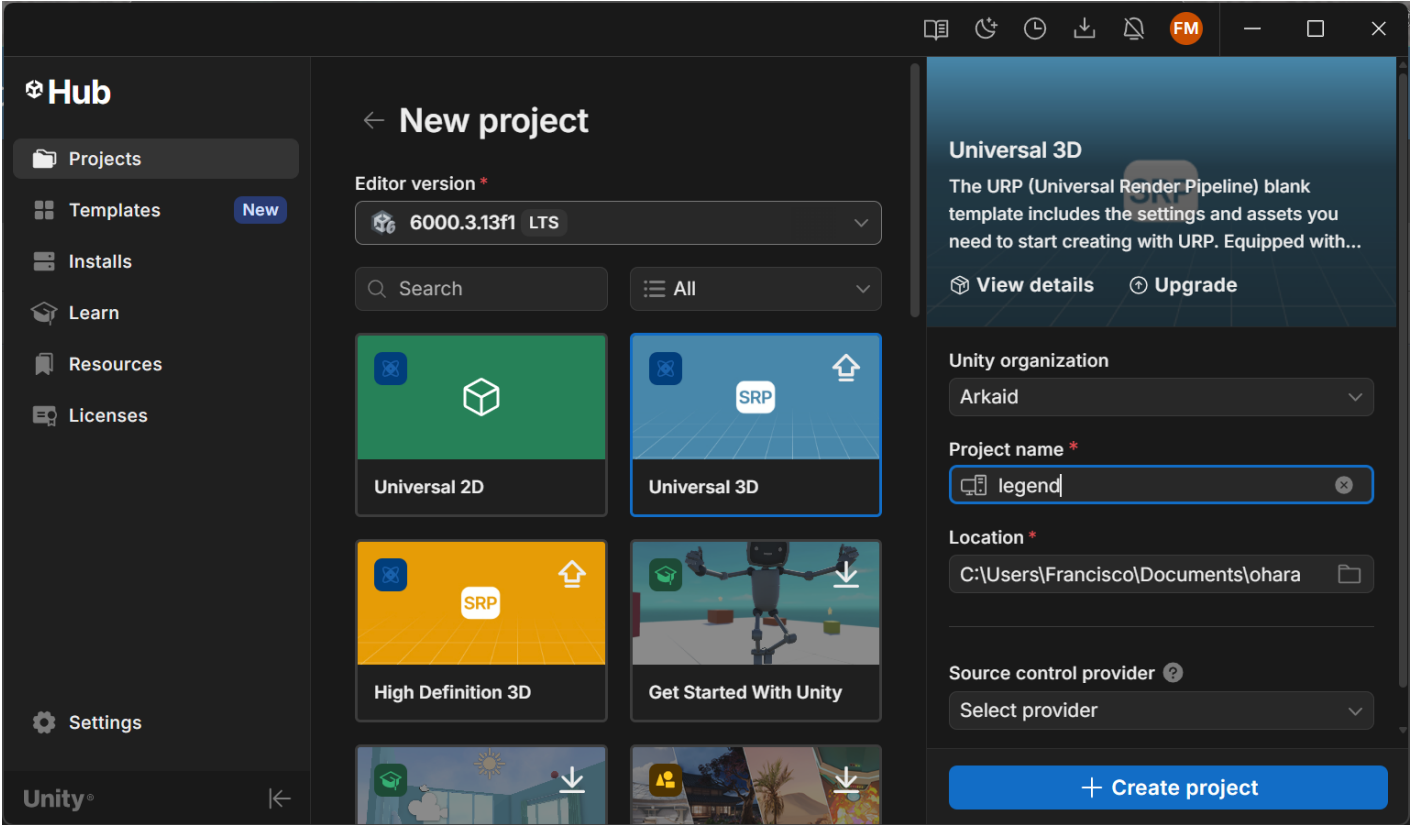 FM
Hub
Projects
Templates New
Installs
Learn
Resources
Licenses
Settings
Unity®
New project
Editor version *
6000.3.13f1 LTS
Search
All
Universal 2D
SRP
Universal 3D
SRP
High Definition 3D
Get Started With Unity
SRP
Universal 3D
The URP (Universal Render Pipeline) blank
template includes the settings and assets you
need to start creating with URP. Equipped with...
View details
Upgrade
Unity organization
Arkaid
Project name *
legend
Location *
C:\Users\Francisco\Documents\ohara
Source control provider ?
Select provider
+ Create project